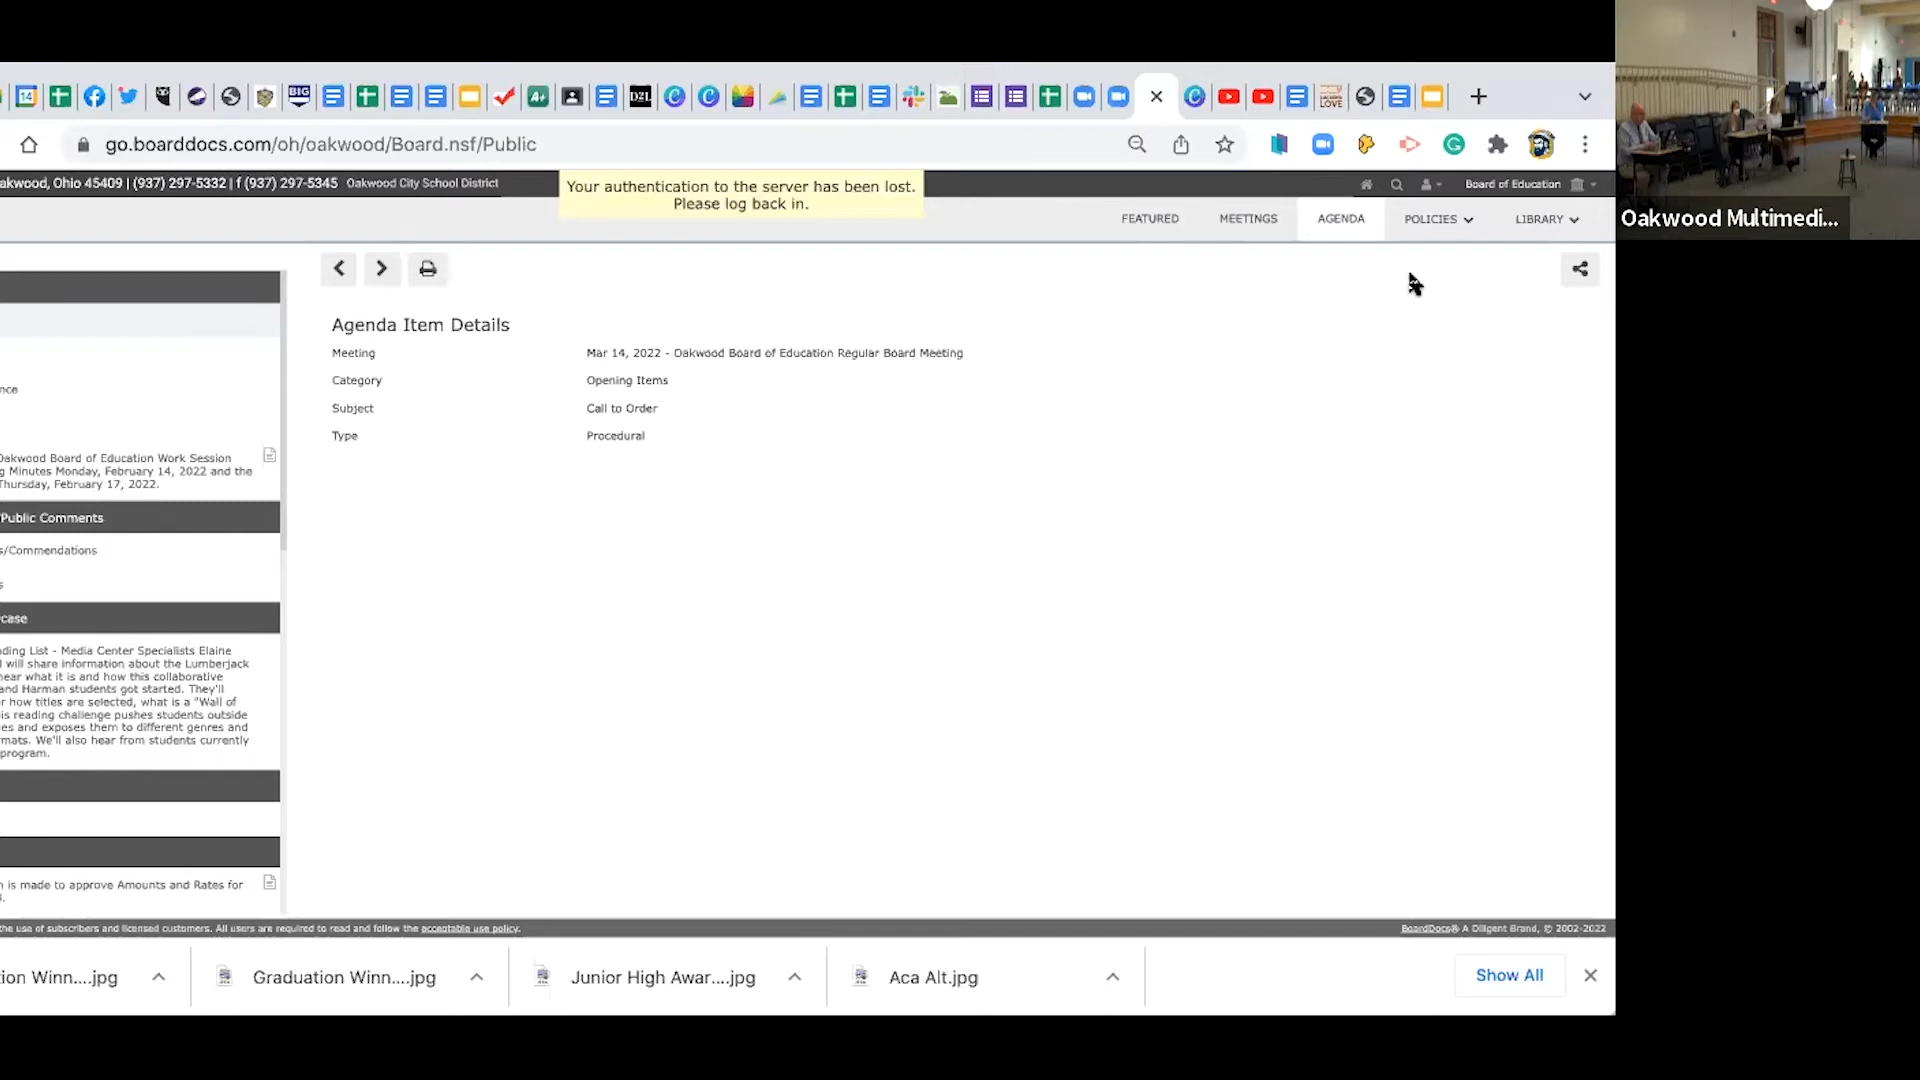 14
BIG
A+
DZL
LACKERS
LOVE
go.boarddocs.com/oh/oakwood/Board.nsf/Public
akwood, Ohio 45409 | (937) 297-5332 | f (937) 297-5345 Oakwood City School District
Your authentication to the server has been lost.
Please log back in.
Board of Education
FEATURED
MEETINGS
AGENDA
POLICIES
LIBRARY
Oakwood Multimedi...
Agenda Item Details
Meeting
Mar 14, 2022 - Oakwood Board of Education Regular Board Meeting
Category
Opening Items
Subject
Call to Order
Type
Procedural
nce
Oakwood Board of Education Work Session
g Minutes Monday, February 14, 2022 and the
Thursday, February 17, 2022.
/Public Comments
s/Commendations
s
case
ding List - Media Center Specialists Elaine
l will share information about the Lumberjack
hear what it is and how this collaborative
and Harman students got started. They'll
r how titles are selected, what is a "Wall of
is reading challenge pushes students outside
es and exposes them to different genres and
rmats. We'll also hear from students currently
program.
n is made to approve Amounts and Rates for
the use of subscribers and licensed customers. All users are required to read and follow the acceptable use policy.
BoardDocs® A Diligent Brand, © 2002-2022
ion Winn....jpg
Graduation Winn....jpg
Junior High Awar....jpg
Aca Alt.jpg
Show All